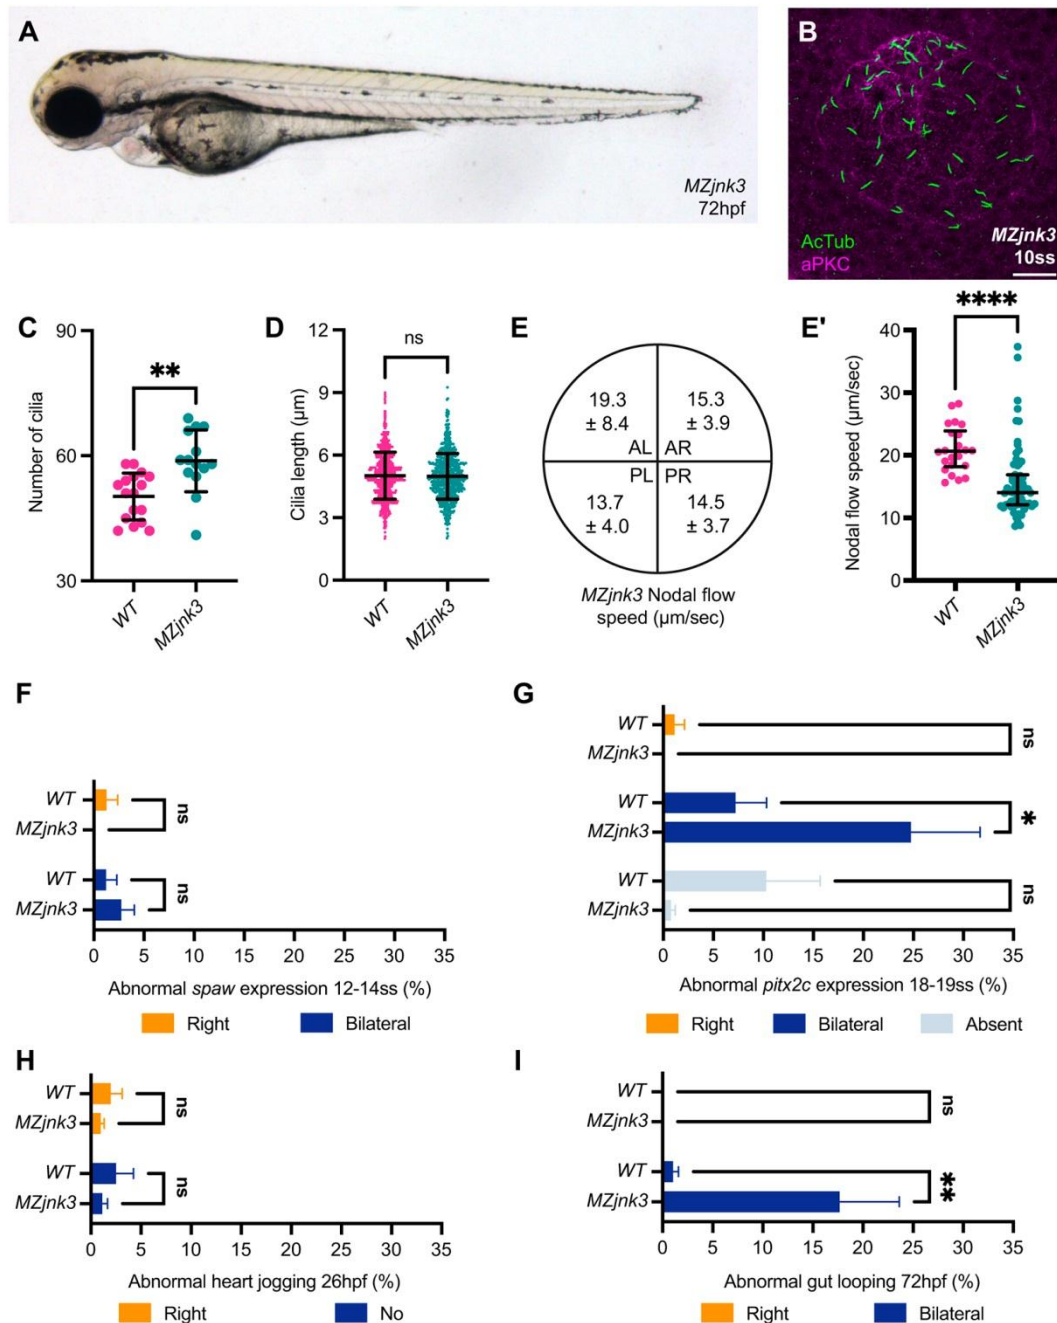 A
MZjnk3
72hpf
B
AcTub
aPKC
MZjnk3
10ss
C
Number of cilia
90
60
30
**
WT
MZjnk3
D
Cilia length (µm)
12
9
6
3
0
ns
WT
MZjnk3
E
19.3
± 8.4
15.3
± 3.9
AL
AR
PL
PR
13.7
± 4.0
14.5
± 3.7
MZjnk3 Nodal flow
speed (µm/sec)
E'
Nodal flow speed (µm/sec)
40
30
20
10
0
****
WT
MZjnk3
F
WT
MZjnk3
ns
WT
MZjnk3
ns
0 5 10 15 20 25 30 35
Abnormal spaw expression 12-14ss (%)
Right Bilateral
G
WT
MZjnk3
ns
WT
MZjnk3
*
WT
MZjnk3
ns
0 5 10 15 20 25 30 35
Abnormal pitx2c expression 18-19ss (%)
Right Bilateral Absent
H
WT
MZjnk3
ns
WT
MZjnk3
ns
0 5 10 15 20 25 30 35
Abnormal heart jogging 26hpf (%)
Right No
I
WT
MZjnk3
ns
WT
MZjnk3
**
0 5 10 15 20 25 30 35
Abnormal gut looping 72hpf (%)
Right Bilateral